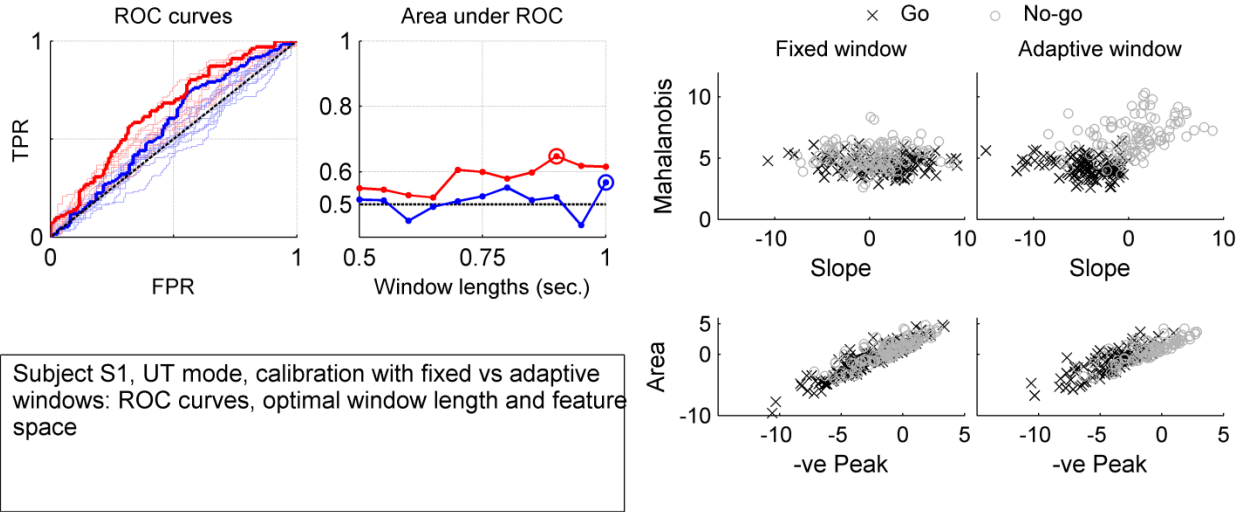 ROC curves
1
TPR
0
0
1
FPR
Area under ROC
1
0.8
0.6
0.5
0.5
0.75
1
Window lengths (sec.)
Go
No-go
Fixed window
Adaptive window
Mahalanobis
10
5
0
-10
0
10
Slope
-10
0
9
Slope
Area
5
0
-10
-10
-5
0
5
-ve Peak
-10
-5
0
5
-ve Peak
Subject S1, UT mode, calibration with fixed vs adaptive
windows: ROC curves, optimal window length and feature
space